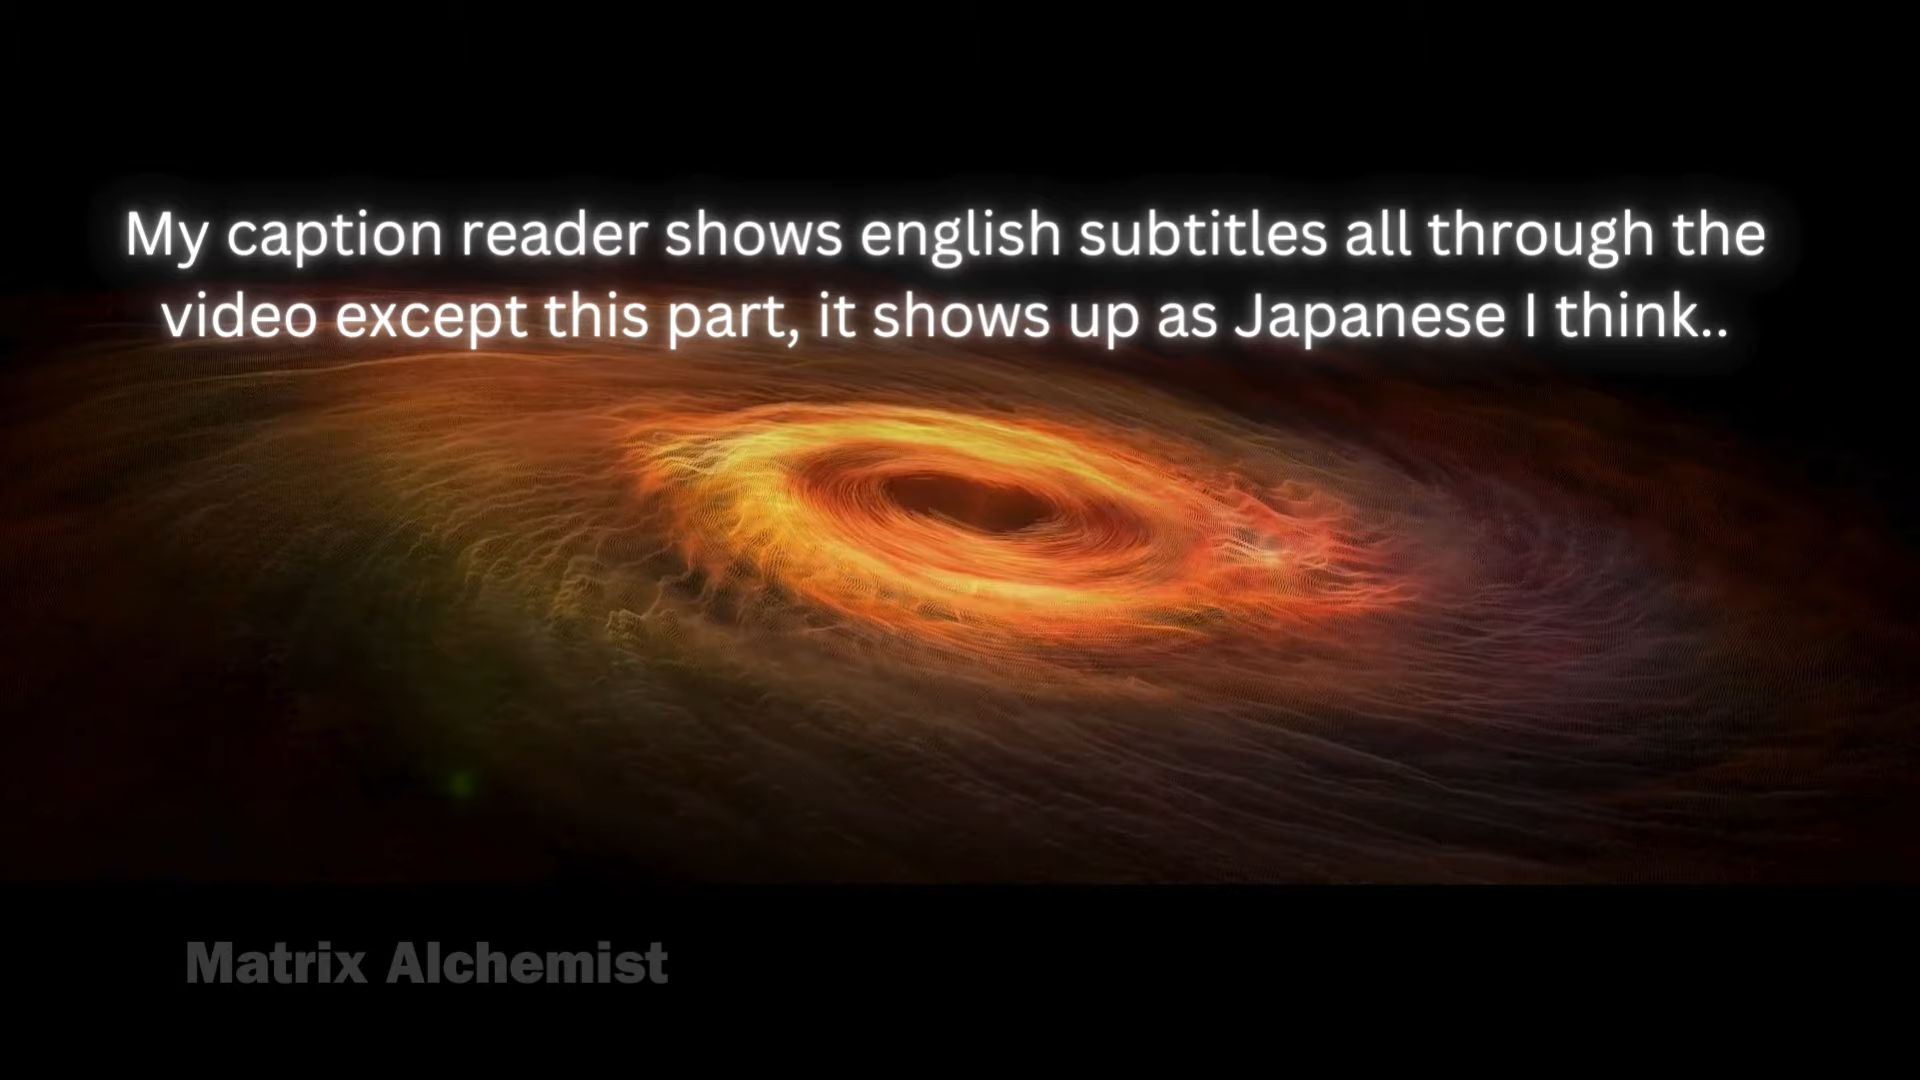 My caption reader shows english subtitles all through the
video except this part, it shows up as Japanese I think..
Matrix Alchemist